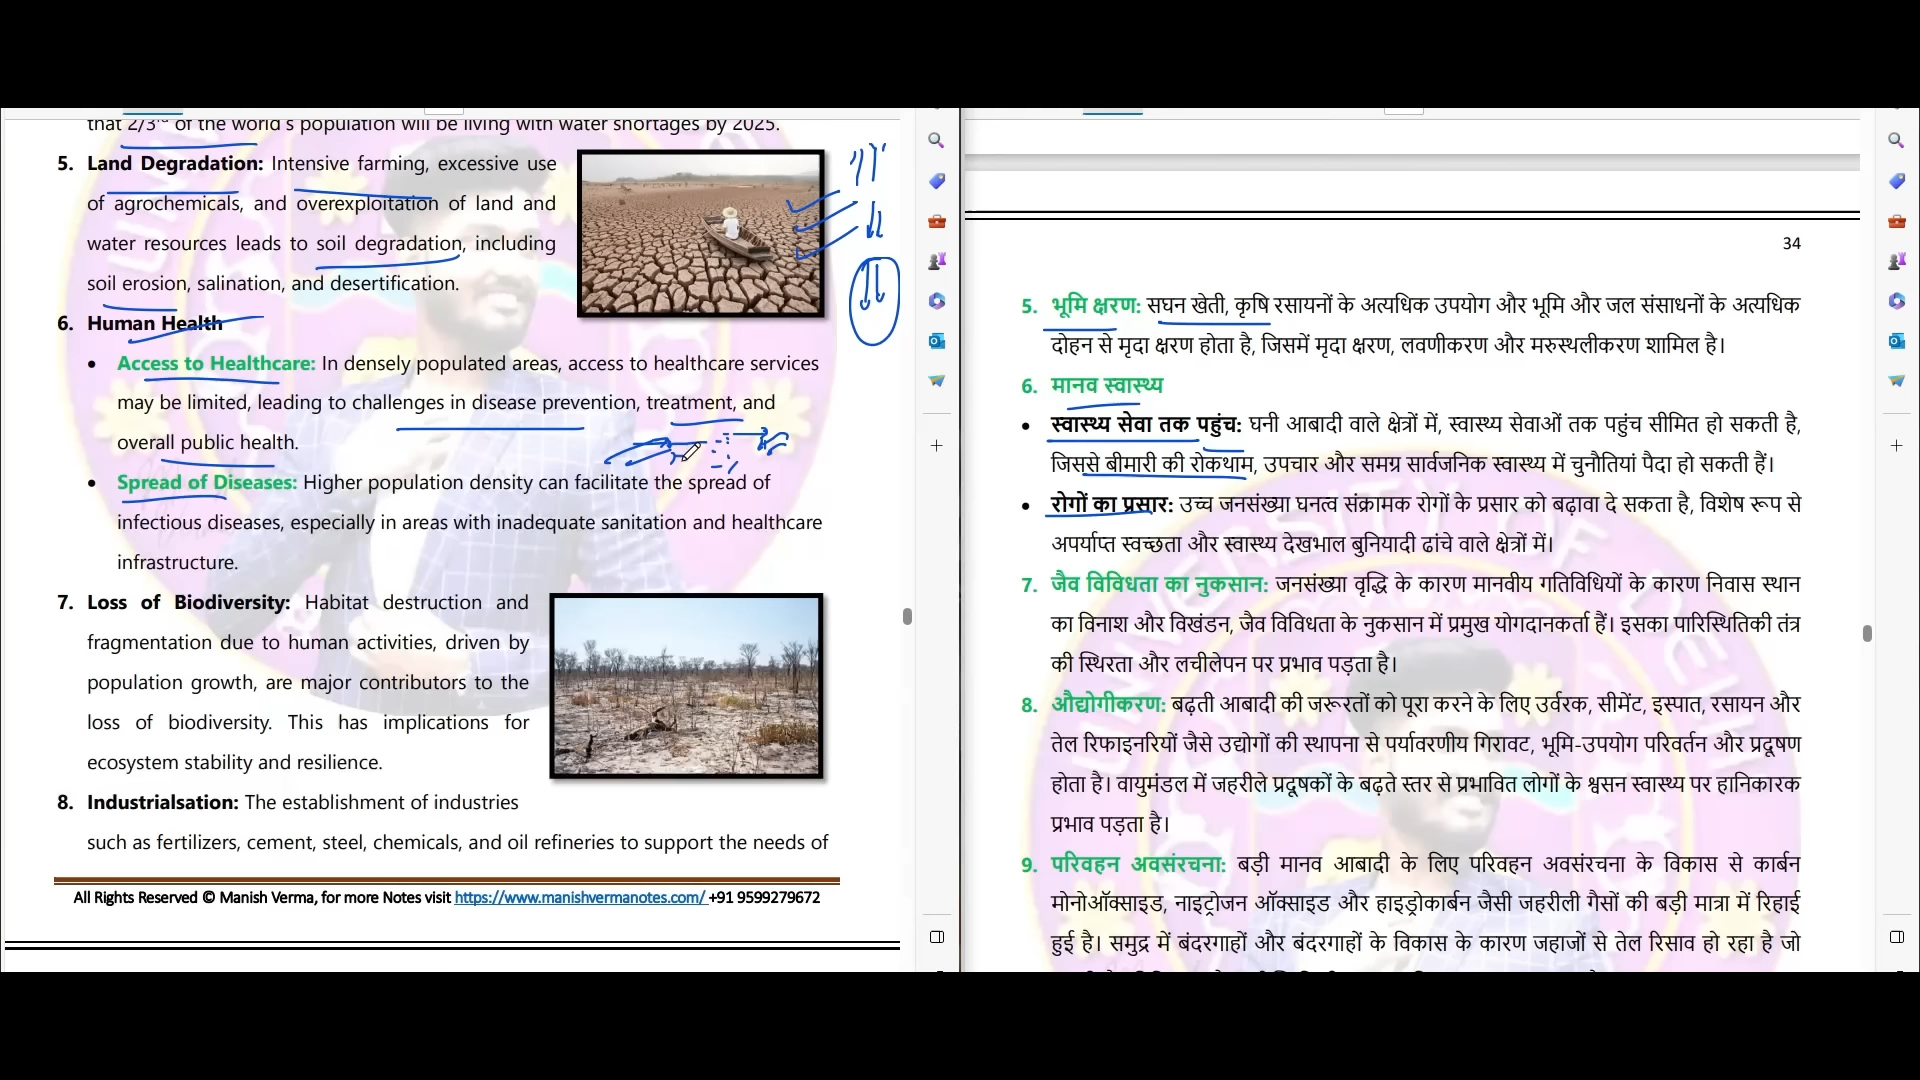 that 2/3rd of the world's population will be living with water shortages by 2025.
5. Land Degradation: Intensive farming, excessive use
of agrochemicals, and overexploitation of land and
water resources leads to soil degradation, including
soil erosion, salination, and desertification.
6. Human Health
• Access to Healthcare: In densely populated areas, access to healthcare services
may be limited, leading to challenges in disease prevention, treatment, and
overall public health.
• Spread of Diseases: Higher population density can facilitate the spread of
infectious diseases, especially in areas with inadequate sanitation and healthcare
infrastructure.
7. Loss of Biodiversity: Habitat destruction and
fragmentation due to human activities, driven by
population growth, are major contributors to the
loss of biodiversity. This has implications for
ecosystem stability and resilience.
8. Industrialsation: The establishment of industries
such as fertilizers, cement, steel, chemicals, and oil refineries to support the needs of
All Rights Reserved © Manish Verma, for more Notes visit https://www.manishvermanotes.com/ +91 9599279672
34
5. भूमि क्षरण: सघन खेती, कृषि रसायनों के अत्यधिक उपयोग और भूमि और जल संसाधनों के अत्यधिक
दोहन से मृदा क्षरण होता है, जिसमें मृदा क्षरण, लवणीकरण और मरुस्थलीकरण शामिल है।
6. मानव स्वास्थ्य
• स्वास्थ्य सेवा तक पहुंच: घनी आबादी वाले क्षेत्रों में, स्वास्थ्य सेवाओं तक पहुंच सीमित हो सकती है,
जिससे बीमारी की रोकथाम, उपचार और समग्र सार्वजनिक स्वास्थ्य में चुनौतियां पैदा हो सकती हैं।
• रोगों का प्रसार: उच्च जनसंख्या घनत्व संक्रामक रोगों के प्रसार को बढ़ावा दे सकता है, विशेष रूप से
अपर्याप्त स्वच्छता और स्वास्थ्य देखभाल बुनियादी ढांचे वाले क्षेत्रों में।
7. जैव विविधता का नुकसान: जनसंख्या वृद्धि के कारण मानवीय गतिविधियों के कारण निवास स्थान
का विनाश और विखंडन, जैव विविधता के नुकसान में प्रमुख योगदानकर्ता हैं। इसका पारिस्थितिकी तंत्र
की स्थिरता और लचीलेपन पर प्रभाव पड़ता है।
8. औद्योगीकरण: बढ़ती आबादी की जरूरतों को पूरा करने के लिए उर्वरक, सीमेंट, इस्पात, रसायन और
तेल रिफाइनरियों जैसे उद्योगों की स्थापना से पर्यावरणीय गिरावट, भूमि-उपयोग परिवर्तन और प्रदूषण
होता है। वायुमंडल में जहरीले प्रदूषकों के बढ़ते स्तर से प्रभावित लोगों के श्वसन स्वास्थ्य पर हानिकारक
प्रभाव पड़ता है।
9. परिवहन अवसंरचना: बड़ी मानव आबादी के लिए परिवहन अवसंरचना के विकास से कार्बन
मोनोऑक्साइड, नाइट्रोजन ऑक्साइड और हाइड्रोकार्बन जैसी जहरीली गैसों की बड़ी मात्रा में रिहाई
हुई है। समुद्र में बंदरगाहों और बंदरगाहों के विकास के कारण जहाजों से तेल रिसाव हो रहा है जो
UNIVERSITY OF DELHI